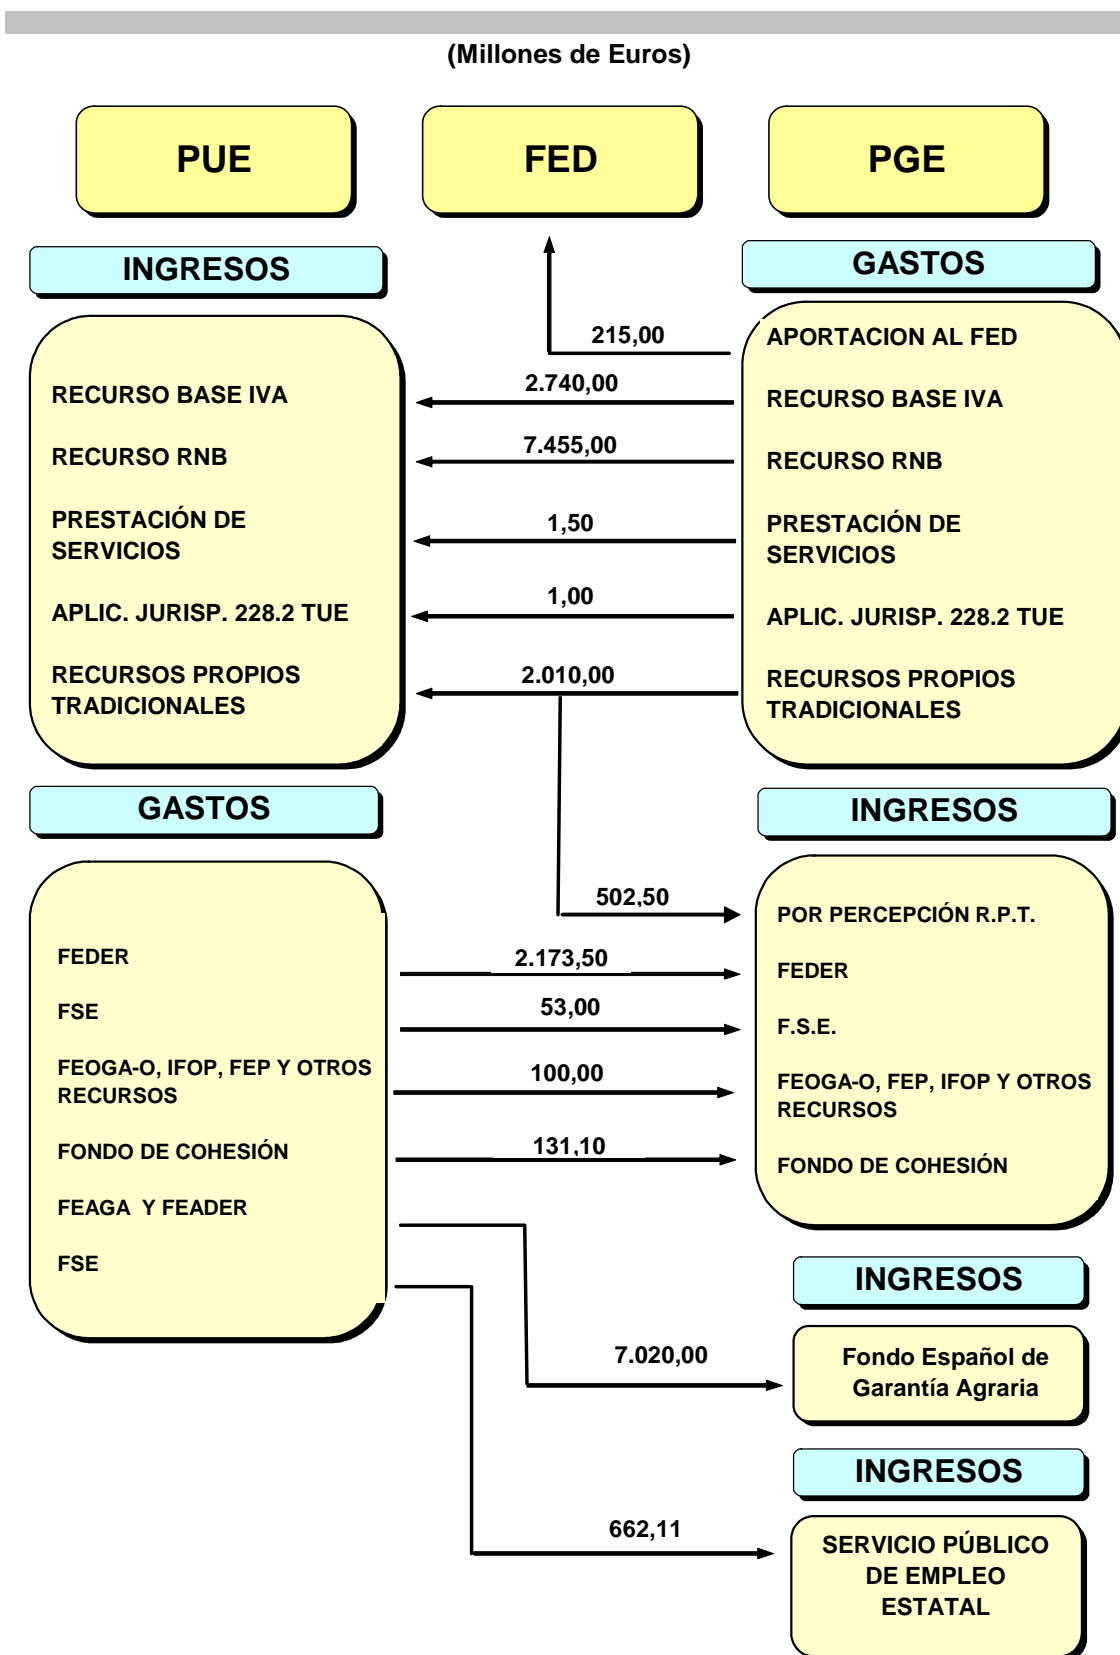 (Millones de Euros)
PUE
FED
PGE
INGRESOS
GASTOS
215,00
APORTACION AL FED
RECURSO BASE IVA
2.740,00
RECURSO BASE IVA
RECURSO RNB
7.455,00
RECURSO RNB
PRESTACIÓN DE
SERVICIOS
1,50
PRESTACIÓN DE
SERVICIOS
APLIC. JURISP. 228.2 TUE
1,00
APLIC. JURISP. 228.2 TUE
RECURSOS PROPIOS
TRADICIONALES
2.010,00
RECURSOS PROPIOS
TRADICIONALES
GASTOS
INGRESOS
502,50
POR PERCEPCIÓN R.P.T.
FEDER
2.173,50
FEDER
FSE
53,00
F.S.E.
FEOGA-O, IFOP, FEP Y OTROS
RECURSOS
100,00
FEOGA-O, FEP, IFOP Y OTROS
RECURSOS
FONDO DE COHESIÓN
131,10
FONDO DE COHESIÓN
FEAGA Y FEADER
FSE
INGRESOS
7.020,00
Fondo Español de
Garantía Agraria
INGRESOS
662,11
SERVICIO PÚBLICO
DE EMPLEO
ESTATAL